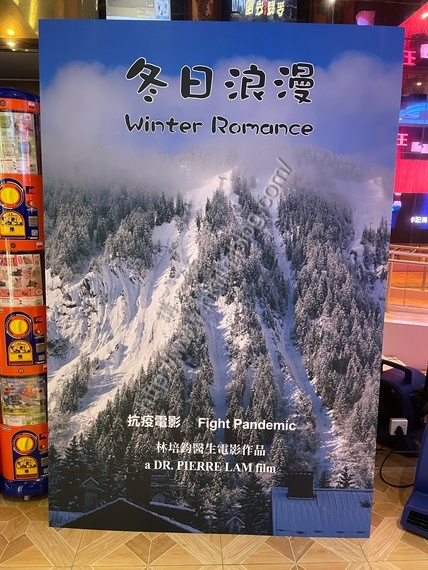 冬日浪漫
Winter Romance
抗疫電影 Fight Pandemic
林培鈞醫生電影作品
a DR. PIERRE LAM film